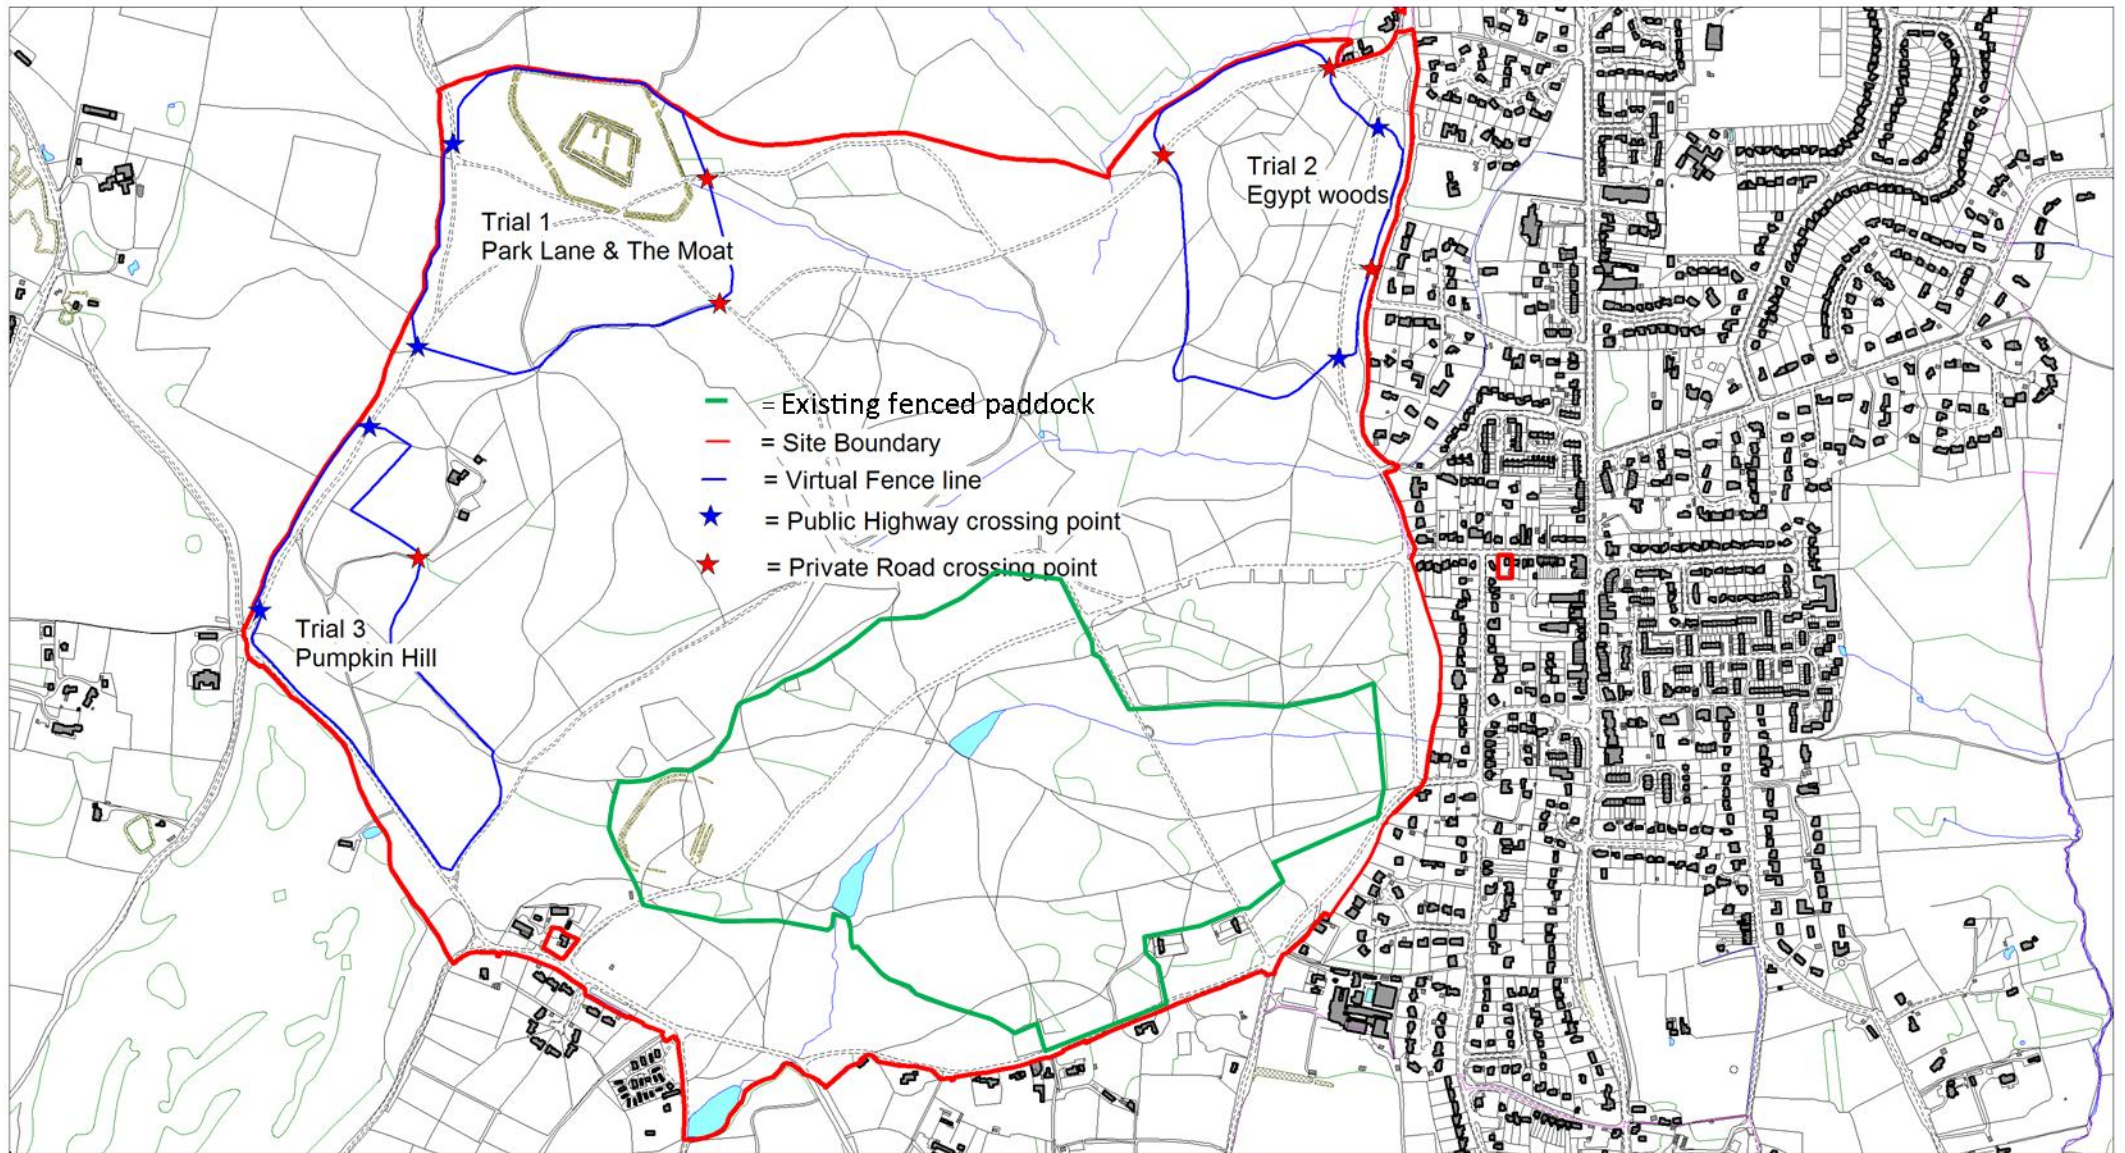 Trial 1
Park Lane & The Moat
Trial 2
Egypt woods
= Existing fenced paddock
= Site Boundary
= Virtual Fence line
= Public Highway crossing point
= Private Road crossing point
Trial 3
Pumpkin Hill